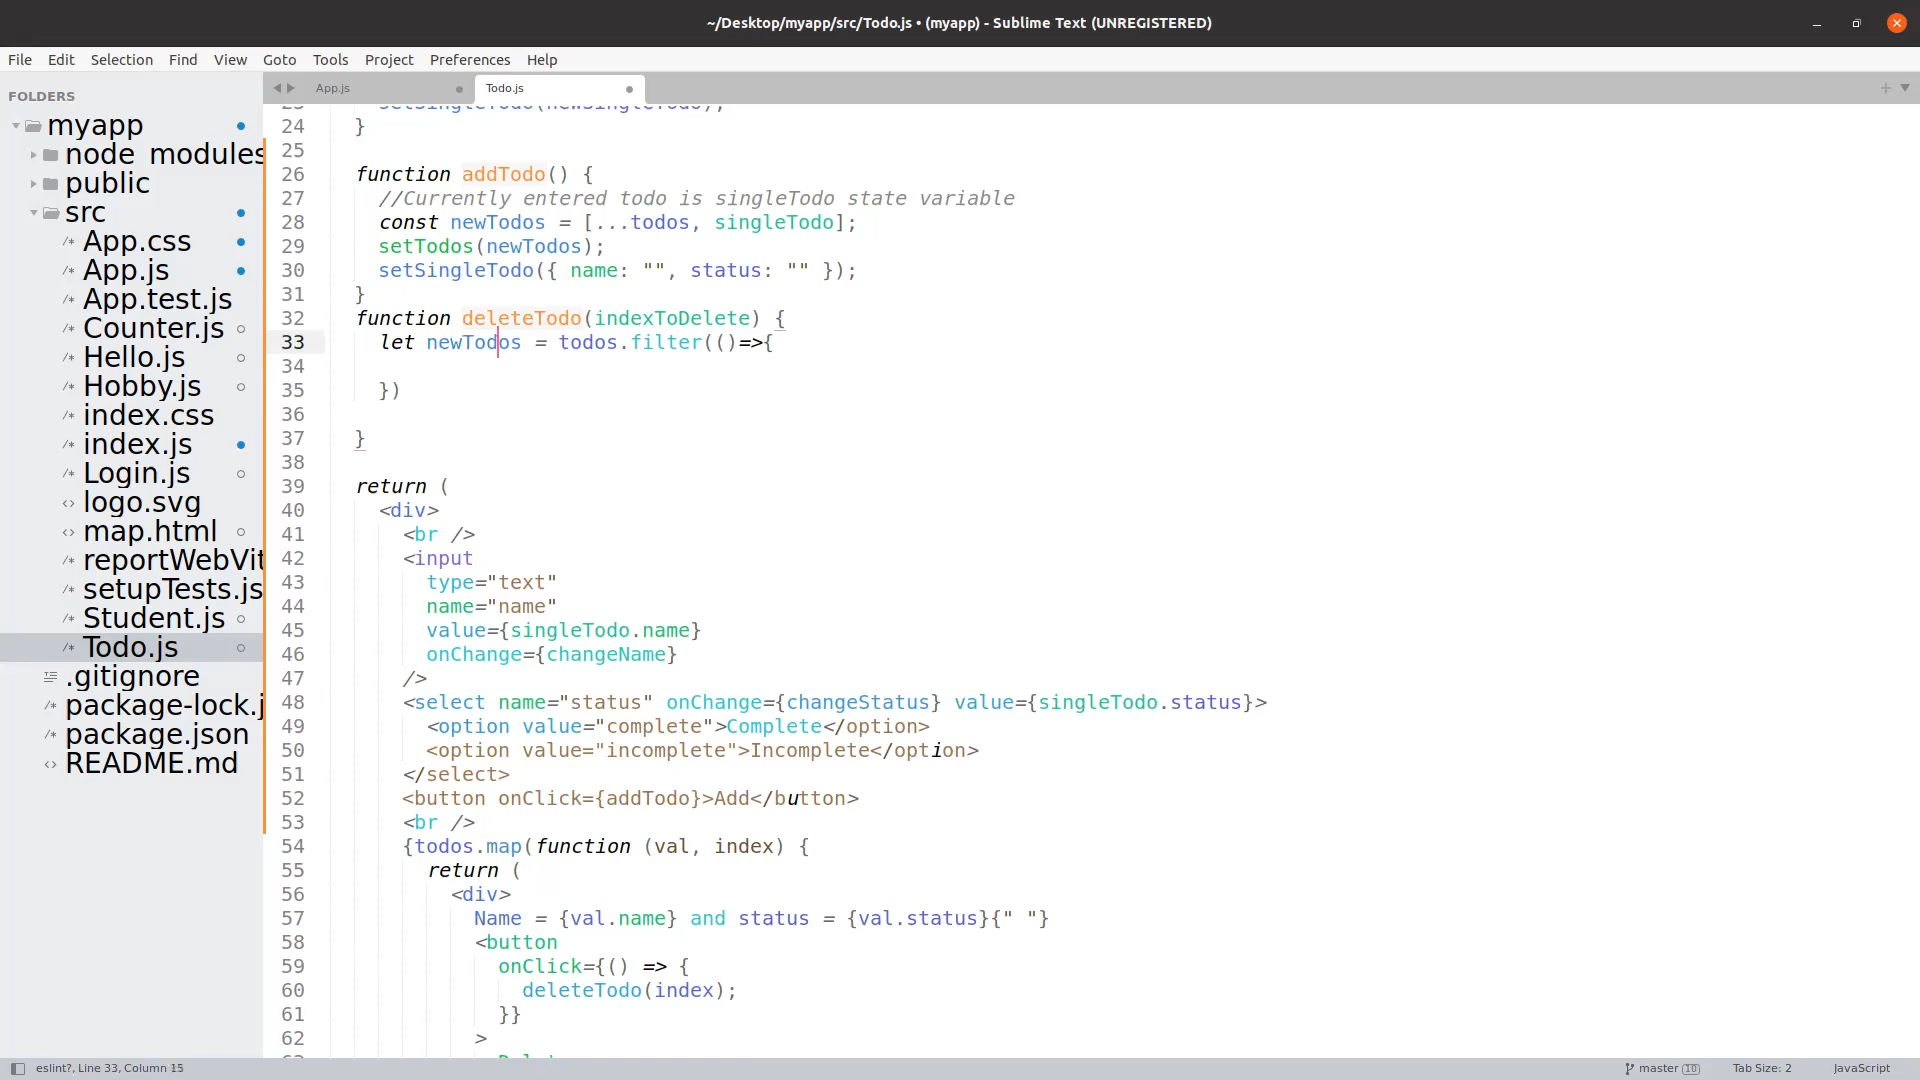 ~/Desktop/myapp/src/Todo.js • (myapp) - Sublime Text (UNREGISTERED)
File Edit Selection Find View Goto Tools Project Preferences Help
FOLDERS
myapp
node_modules
public
src
App.css
App.js
App.test.js
Counter.js
Hello.js
Hobby.js
index.css
index.js
Login.js
logo.svg
map.html
reportWebVit
setupTests.js
Student.js
Todo.js
.gitignore
package-lock.j
package.json
README.md
App.js
Todo.js
23 setSingleTodo(newSingleTodo);
24 }
25
26 function addTodo() {
27 //Currently entered todo is singleTodo state variable
28 const newTodos = [...todos, singleTodo];
29 setTodos(newTodos);
30 setSingleTodo({ name: "", status: "" });
31 }
32 function deleteTodo(indexToDelete) {
33 let newTodos = todos.filter(()=>{
34
35 })
36
37 }
38
39 return (
40 <div>
41 <br />
42 <input
43 type="text"
44 name="name"
45 value={singleTodo.name}
46 onChange={changeName}
47 />
48 <select name="status" onChange={changeStatus} value={singleTodo.status}>
49 <option value="complete">Complete</option>
50 <option value="incomplete">Incomplete</option>
51 </select>
52 <button onClick={addTodo}>Add</button>
53 <br />
54 {todos.map(function (val, index) {
55 return (
56 <div>
57 Name = {val.name} and status = {val.status}{" "}
58 <button
59 onClick={() => {
60 deleteTodo(index);
61 }}
62 >
eslint?, Line 33, Column 15
master 10
Tab Size: 2
JavaScript